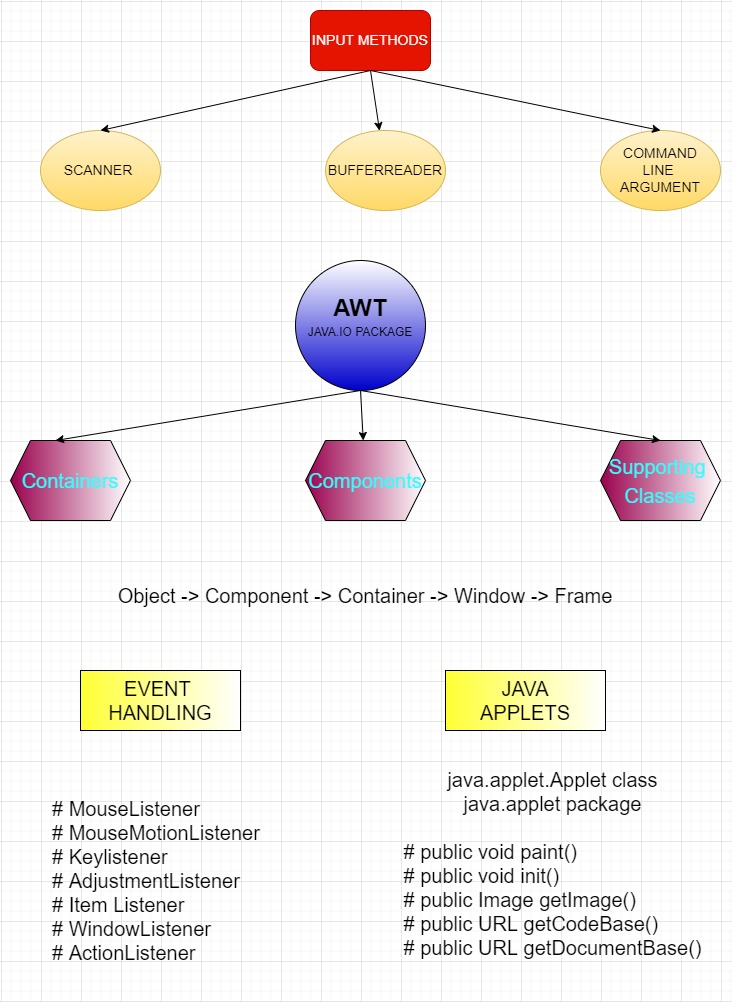 INPUT METHODS
SCANNER
BUFFERREADER
COMMAND
LINE
ARGUMENT
AWT
JAVA.IO PACKAGE
Containers
Components
Supporting
Classes
Object -> Component -> Container -> Window -> Frame
EVENT
HANDLING
# MouseListener
# MouseMotionListener
# Keylistener
# AdjustmentListener
# Item Listener
# WindowListener
# ActionListener
JAVA
APPLETS
java.applet.Applet class
java.applet package
# public void paint()
# public void init()
# public Image getImage()
# public URL getCodeBase()
# public URL getDocumentBase()